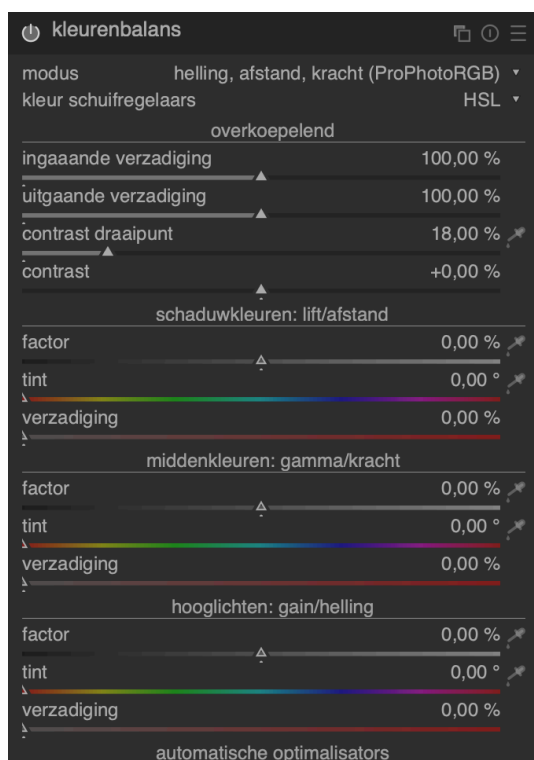 kleurenbalans
modus helling, afstand, kracht (ProPhotoRGB)
kleur schuifregelaars HSL
overkoepelend
ingaaande verzadiging 100,00 %
uitgaande verzadiging 100,00 %
contrast draaipunt 18,00 %
contrast +0,00 %
schaduwkleuren: lift/afstand
factor 0,00 %
tint 0,00 °
verzadiging 0,00 %
middenkleuren: gamma/kracht
factor 0,00 %
tint 0,00 °
verzadiging 0,00 %
hooglichten: gain/helling
factor 0,00 %
tint 0,00 °
verzadiging 0,00 %
automatische optimalisators